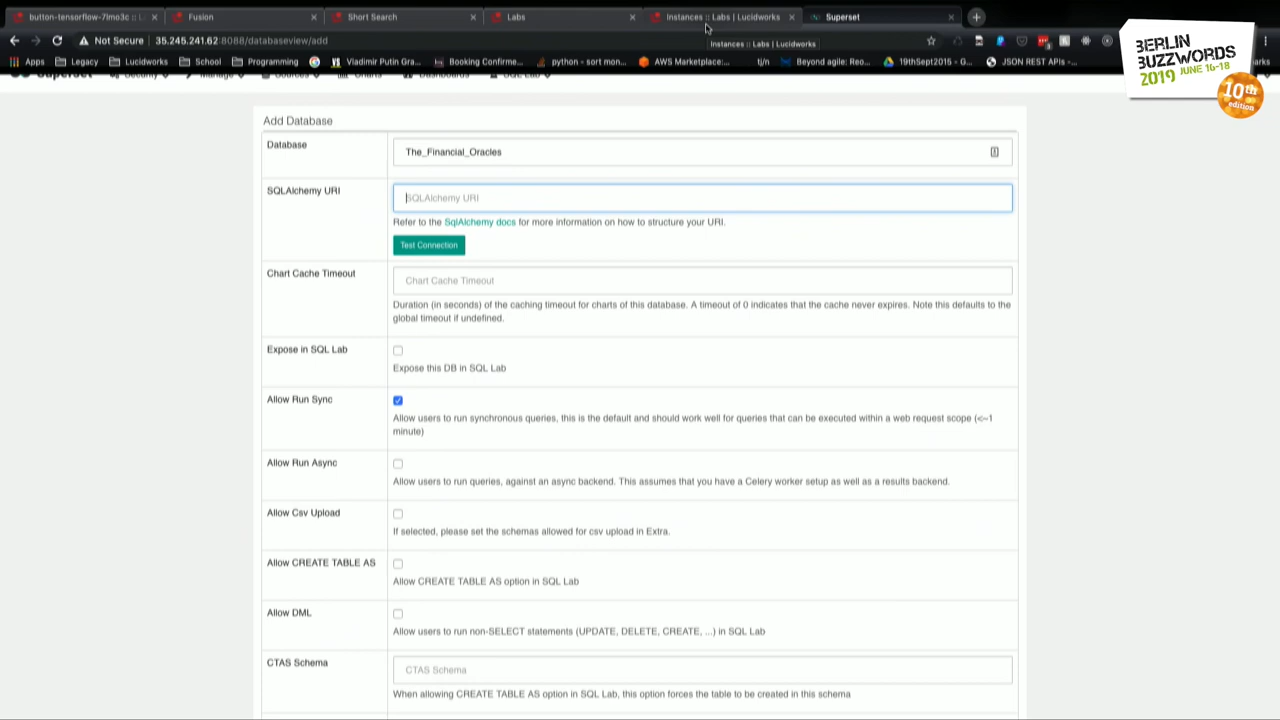 button-tensorflow-7lmo3c :: L
Fusion
Short Search
Labs
Instances :: Labs | Lucidworks
Superset
Not Secure
35.245.241.62:8088/databaseview/add
Instances :: Labs | Lucidworks
Apps
Legacy
Lucidworks
School
Programming
Vladimir Putin Gra...
Booking Confirme...
python - sort mon...
AWS Marketplace:...
t/n
Beyond agile: Reo...
19thSept2015 - G...
JSON REST APIs -...
BERLIN
BUZZWORDS
2019 JUNE 16-18
10th
edition
Add Database
Database
The_Financial_Oracles
SQLAlchemy URI
SQLAlchemy URI
Refer to the SqlAlchemy docs for more information on how to structure your URI.
Test Connection
Chart Cache Timeout
Chart Cache Timeout
Duration (in seconds) of the caching timeout for charts of this database. A timeout of 0 indicates that the cache never expires. Note this defaults to the
global timeout if undefined.
Expose in SQL Lab
Expose this DB in SQL Lab
Allow Run Sync
Allow users to run synchronous queries, this is the default and should work well for queries that can be executed within a web request scope (<~1
minute)
Allow Run Async
Allow users to run queries, against an async backend. This assumes that you have a Celery worker setup as well as a results backend.
Allow Csv Upload
If selected, please set the schemas allowed for csv upload in Extra.
Allow CREATE TABLE AS
Allow CREATE TABLE AS option in SQL Lab
Allow DML
Allow users to run non-SELECT statements (UPDATE, DELETE, CREATE, ...) in SQL Lab
CTAS Schema
CTAS Schema
When allowing CREATE TABLE AS option in SQL Lab, this option forces the table to be created in this schema